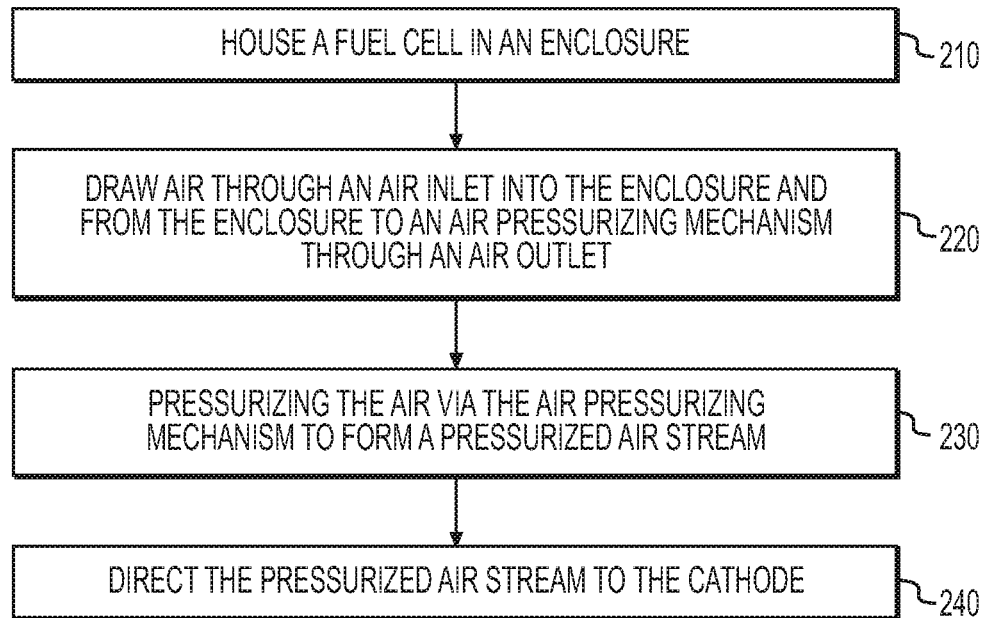 HOUSE A FUEL CELL IN AN ENCLOSURE
210
DRAW AIR THROUGH AN AIR INLET INTO THE ENCLOSURE AND
FROM THE ENCLOSURE TO AN AIR PRESSURIZING MECHANISM
THROUGH AN AIR OUTLET
220
PRESSURIZING THE AIR VIA THE AIR PRESSURIZING
MECHANISM TO FORM A PRESSURIZED AIR STREAM
230
DIRECT THE PRESSURIZED AIR STREAM TO THE CATHODE
240